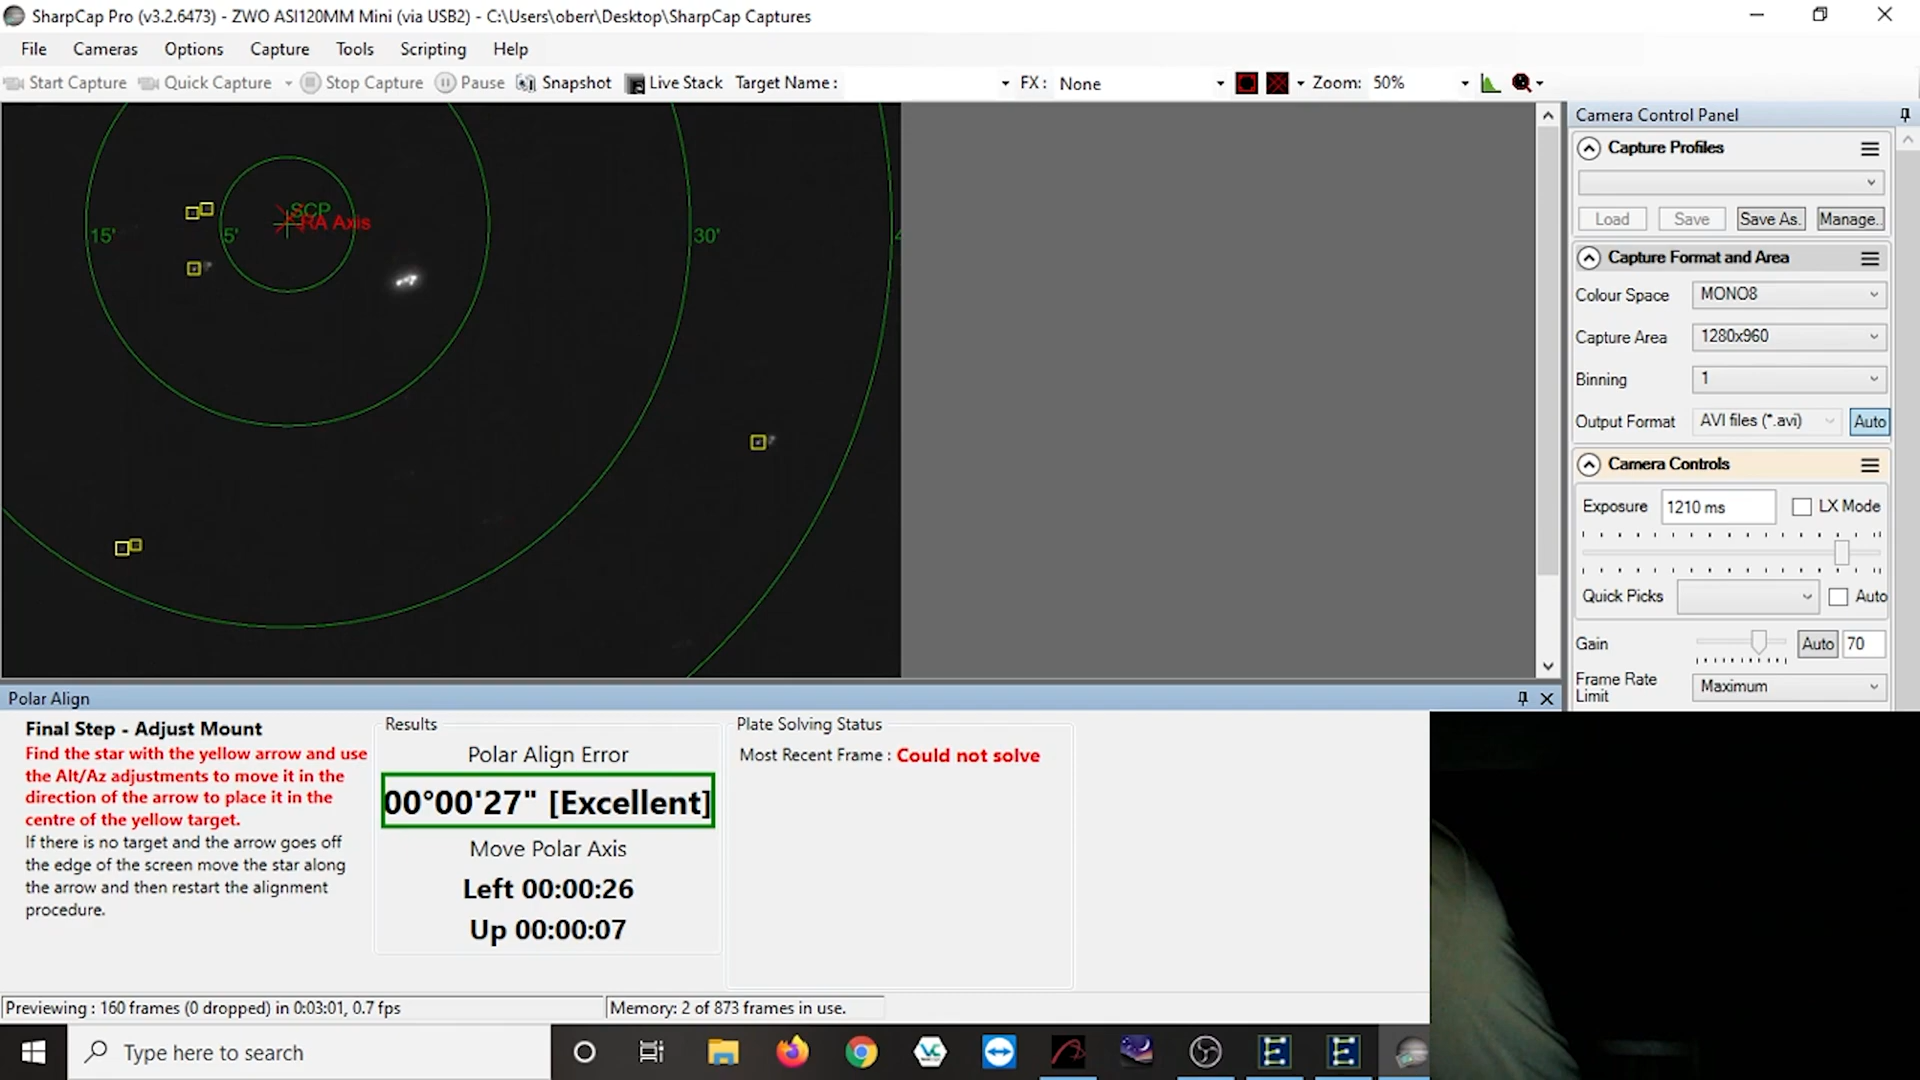 SharpCap Pro (v3.2.6473) - ZWO ASI120MM Mini (via USB2) - C:\Users\oberr\Desktop\SharpCap Captures
File Cameras Options Capture Tools Scripting Help
Start Capture Quick Capture Stop Capture Pause Snapshot Live Stack Target Name : FX : None Zoom: 50%
SCP
RA Axis
15'
5'
30'
Camera Control Panel
Capture Profiles
Load Save Save As. Manage..
Capture Format and Area
Colour Space MONO8
Capture Area 1280x960
Binning 1
Output Format AVI files (*.avi) Auto
Camera Controls
Exposure 1210 ms LX Mode
Quick Picks Auto
Gain Auto 70
Frame Rate
Limit
Maximum
Polar Align
Final Step - Adjust Mount
Find the star with the yellow arrow and use
the Alt/Az adjustments to move it in the
direction of the arrow to place it in the
centre of the yellow target.
If there is no target and the arrow goes off
the edge of the screen move the star along
the arrow and then restart the alignment
procedure.
Results
Polar Align Error
00°00'27" [Excellent]
Move Polar Axis
Left 00:00:26
Up 00:00:07
Plate Solving Status
Most Recent Frame : Could not solve
Previewing : 160 frames (0 dropped) in 0:03:01, 0.7 fps
Memory: 2 of 873 frames in use.
Type here to search